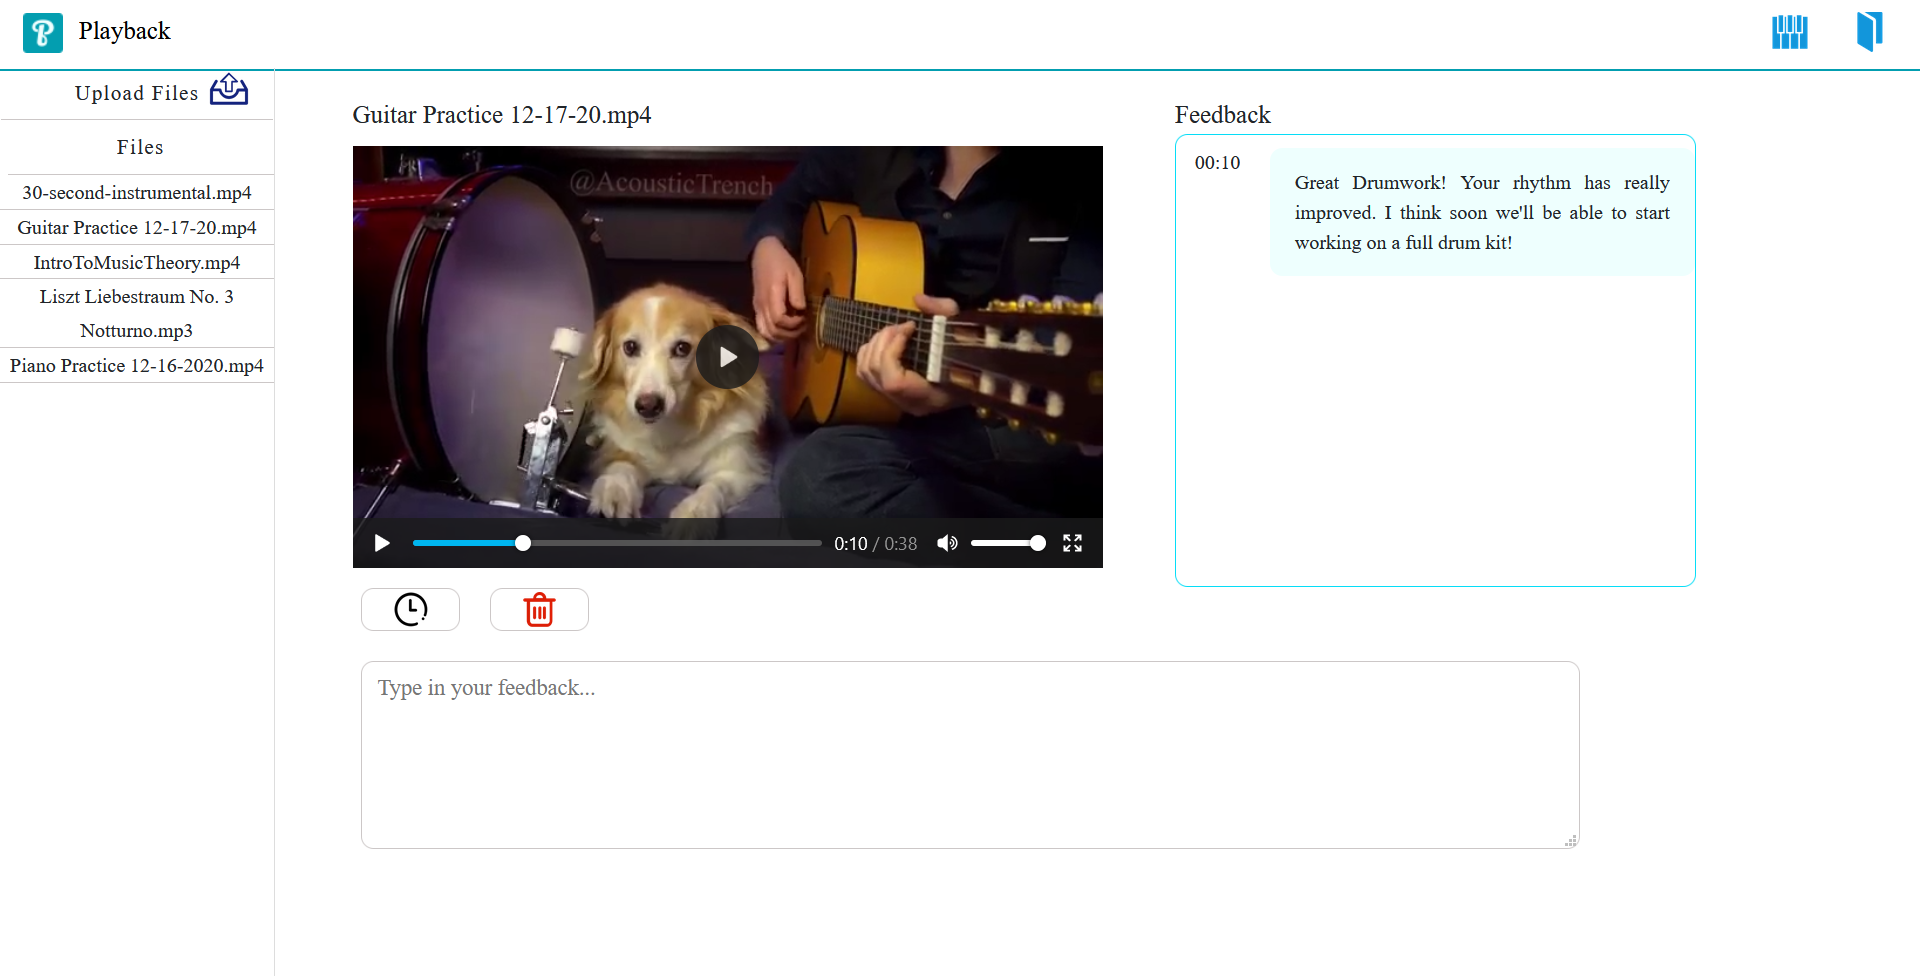 Playback
Upload Files
Files
30-second-instrumental.mp4
Guitar Practice 12-17-20.mp4
IntroToMusicTheory.mp4
Liszt Liebestraum No. 3
Notturno.mp3
Piano Practice 12-16-2020.mp4
Guitar Practice 12-17-20.mp4
@AcousticTrench
0:10 / 0:38
Type in your feedback...
Feedback
00:10
Great Drumwork! Your rhythm has really
improved. I think soon we'll be able to start
working on a full drum kit!